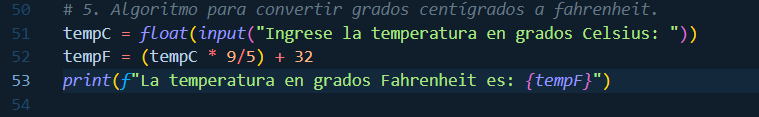 50 # 5. Algoritmo para convertir grados centígrados a fahrenheit.
51 tempC = float(input("Ingrese la temperatura en grados Celsius: "))
52 tempF = (tempC * 9/5) + 32
53 print(f"La temperatura en grados Fahrenheit es: {tempF}")
54